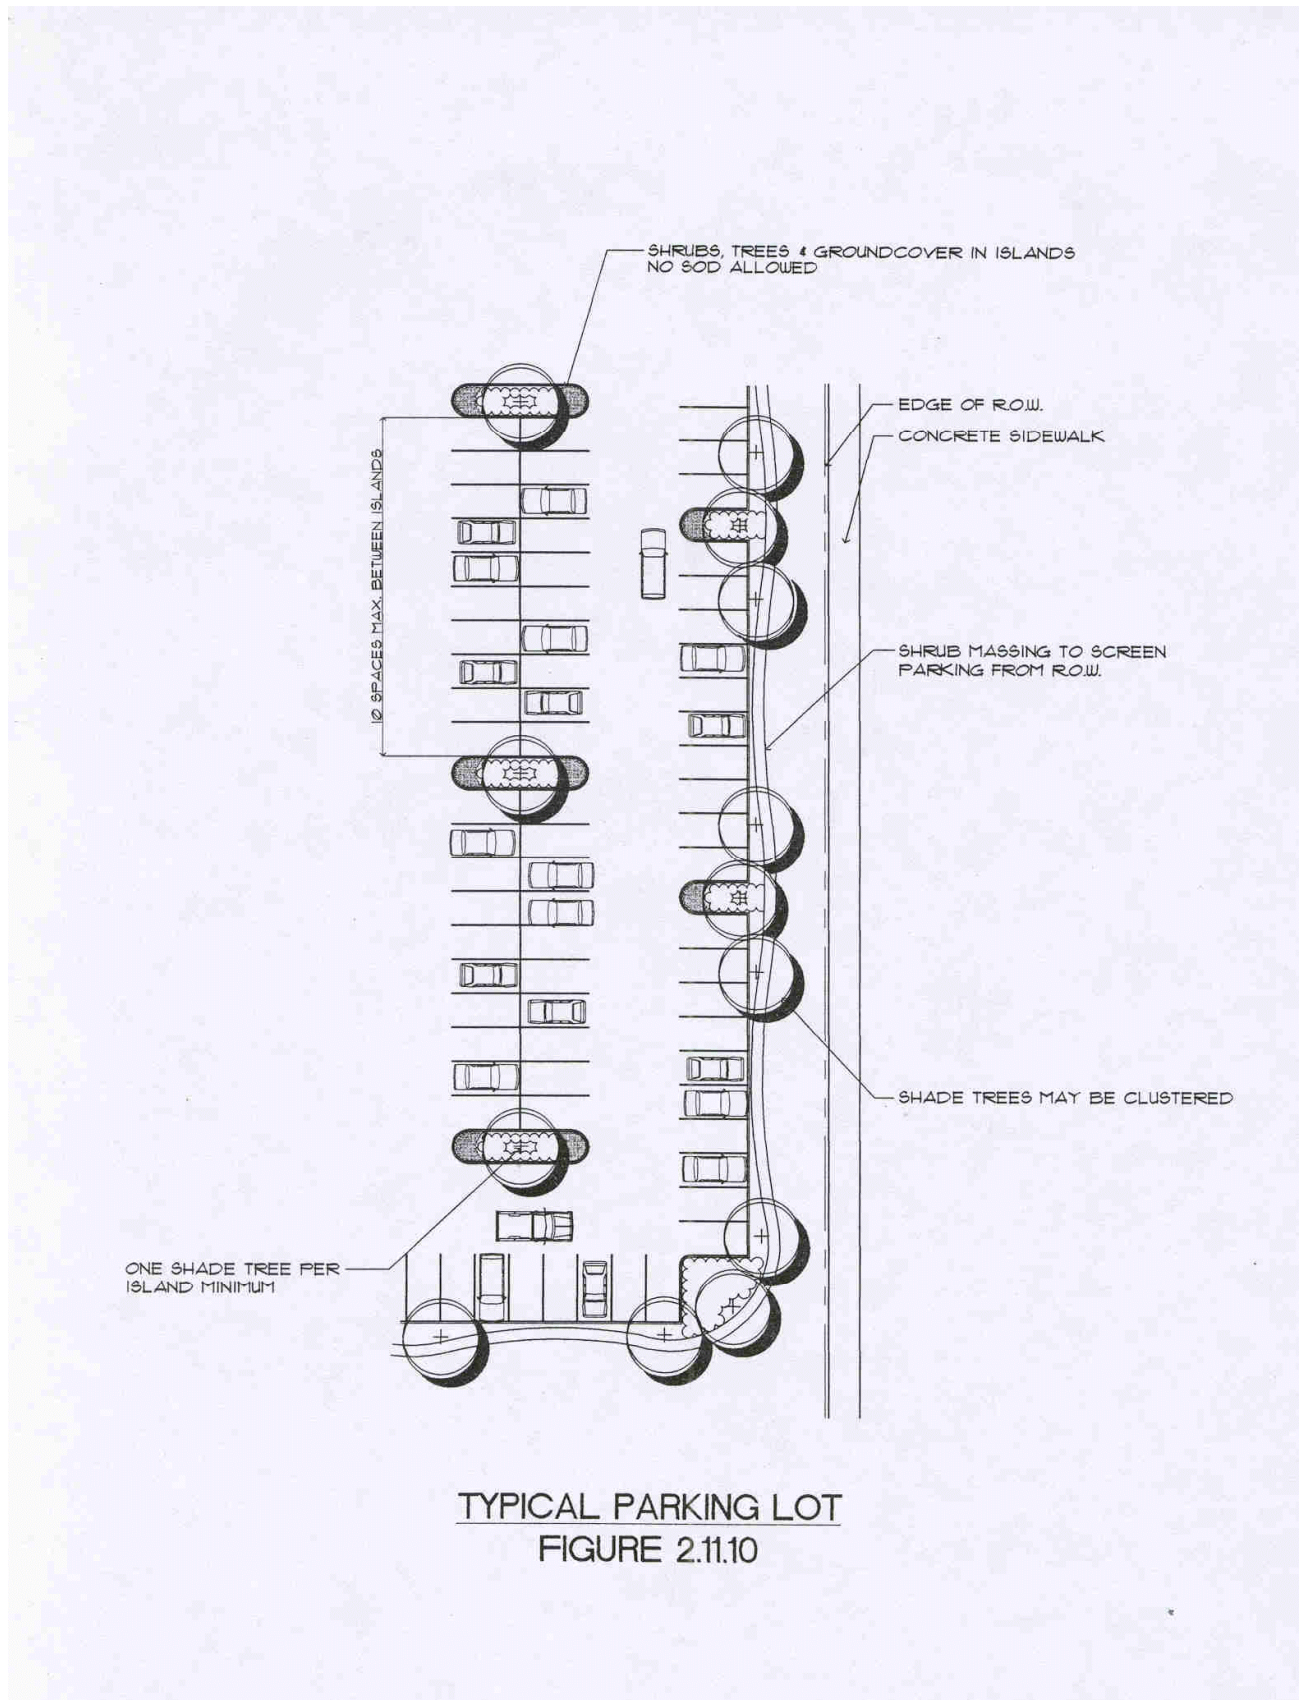 SHRUBS, TREES & GROUNDCOVER IN ISLANDS
NO SOD ALLOWED
EDGE OF R.O.W.
CONCRETE SIDEWALK
10 SPACES MAX. BETWEEN ISLANDS
SHRUB MASSING TO SCREEN
PARKING FROM R.O.W.
SHADE TREES MAY BE CLUSTERED
ONE SHADE TREE PER
ISLAND MINIMUM
TYPICAL PARKING LOT
FIGURE 2.11.10